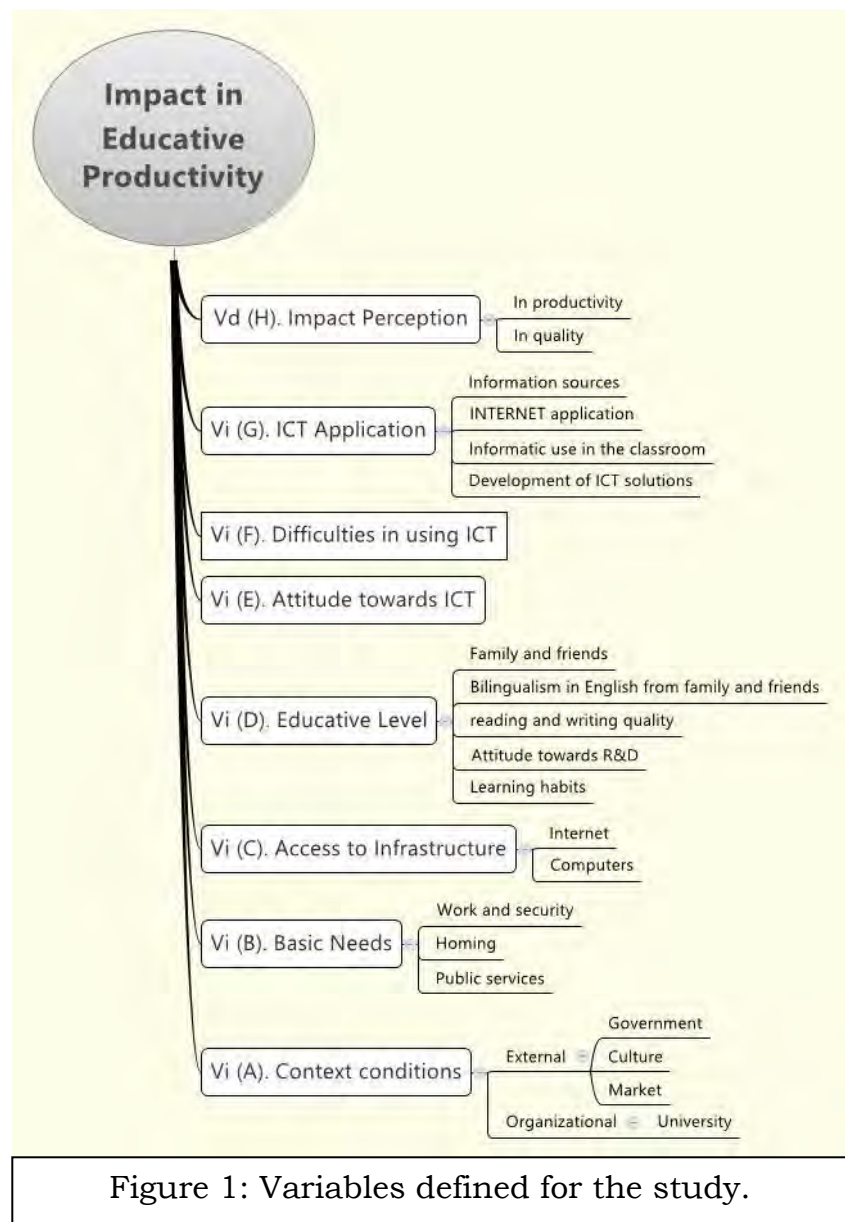 Impact in
Educative
Productivity
Vd (H). Impact Perception
In productivity
In quality
Vi (G). ICT Application
Information sources
INTERNET application
Informatic use in the classroom
Development of ICT solutions
Vi (F). Difficulties in using ICT
Vi (E). Attitude towards ICT
Vi (D). Educative Level
Family and friends
Bilingualism in English from family and friends
reading and writing quality
Attitude towards R&D
Learning habits
Vi (C). Access to Infrastructure
Internet
Computers
Vi (B). Basic Needs
Work and security
Homing
Public services
Vi (A). Context conditions
External
Government
Culture
Market
Organizational
University
Figure 1: Variables defined for the study.